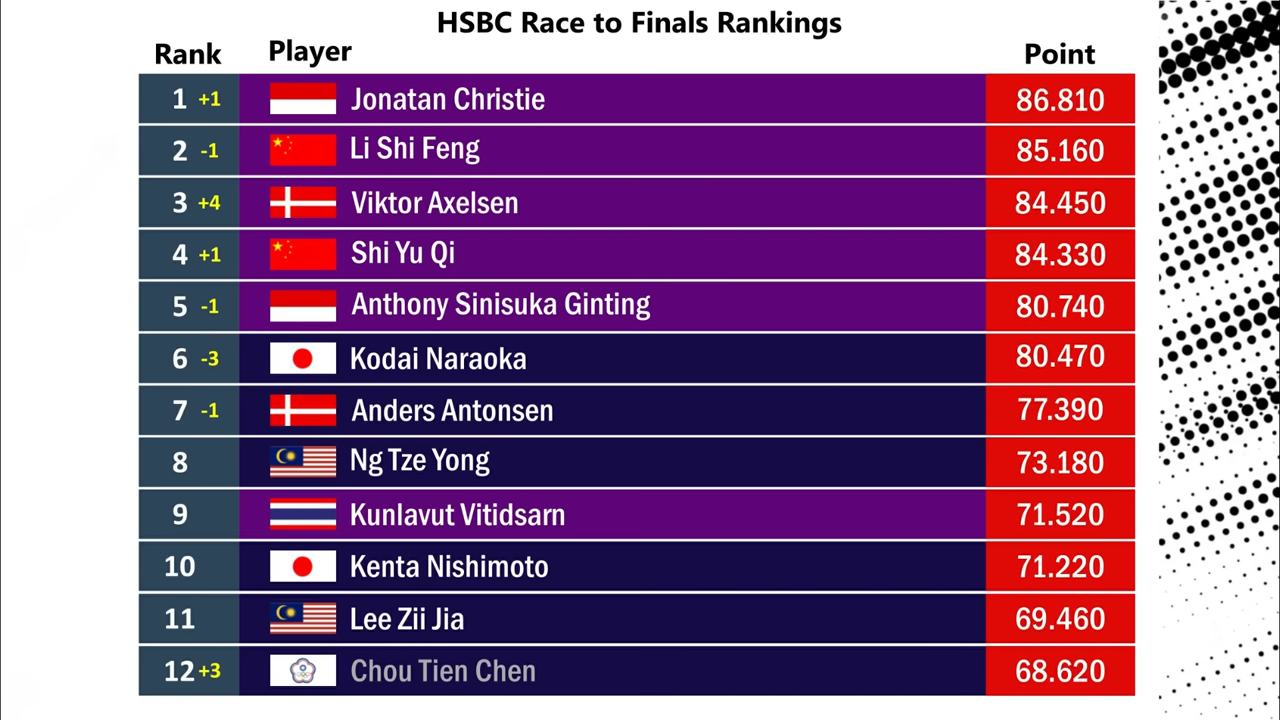 HSBC Race to Finals Rankings
Rank Player Point
1 +1 Jonatan Christie 86.810
2 -1 Li Shi Feng 85.160
3 +4 Viktor Axelsen 84.450
4 +1 Shi Yu Qi 84.330
5 -1 Anthony Sinisuka Ginting 80.740
6 -3 Kodai Naraoka 80.470
7 -1 Anders Antonsen 77.390
8 Ng Tze Yong 73.180
9 Kunlavut Vitidsarn 71.520
10 Kenta Nishimoto 71.220
11 Lee Zii Jia 69.460
12 +3 Chou Tien Chen 68.620